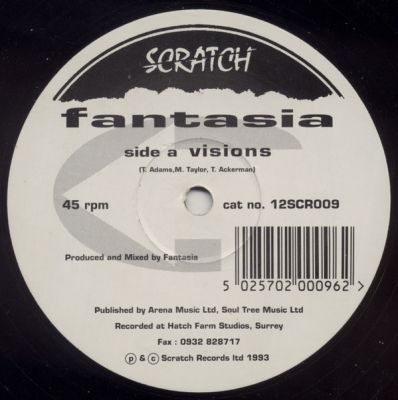 SCRATCH
fantasia
side a visions
(T. Adams,M. Taylor, T. Ackerman)
45 rpm
cat no. 12SCR009
Produced and Mixed by Fantasia
5 025702 000962 >
Published by Arena Music Ltd, Soul Tree Music Ltd
Recorded at Hatch Farm Studios, Surrey
Fax : 0932 828717
℗ & © Scratch Records ltd 1993